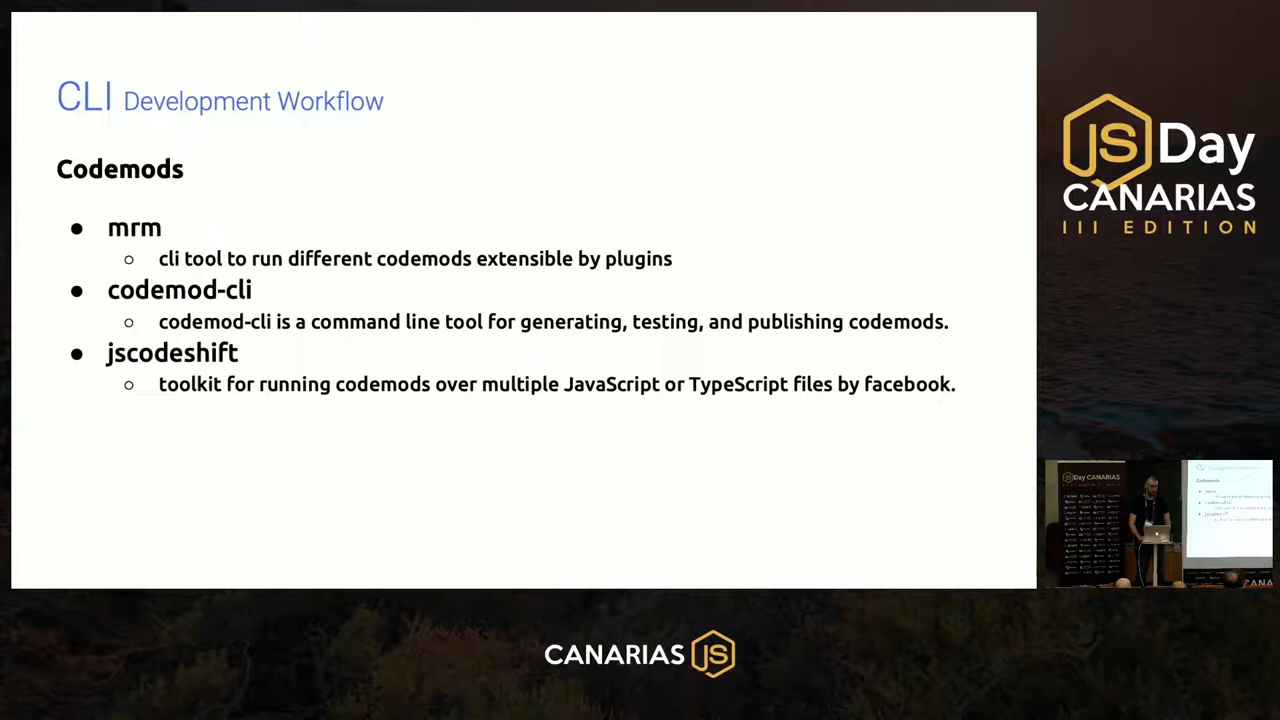 CLI Development Workflow
Codemods
● mrm
○ cli tool to run different codemods extensible by plugins
● codemod-cli
○ codemod-cli is a command line tool for generating, testing, and publishing codemods.
● jscodeshift
○ toolkit for running codemods over multiple JavaScript or TypeScript files by facebook.
JS Day
CANARIAS
III EDITION
JSDay CANARIAS
CANARIAS JS